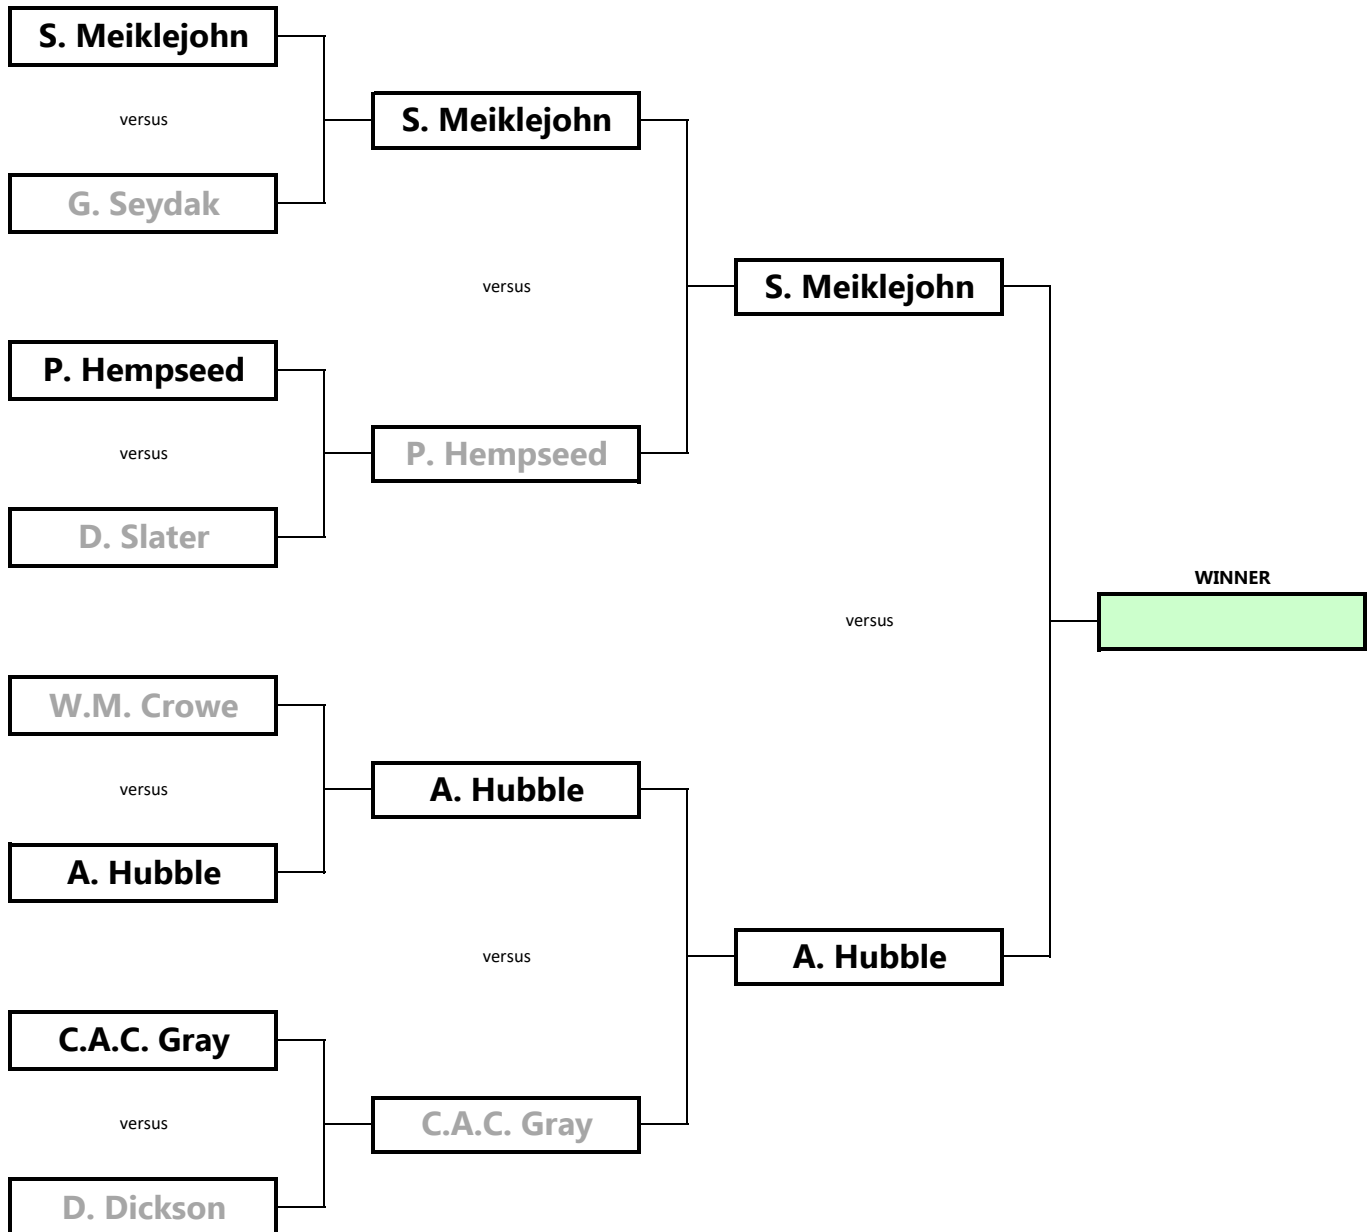 S. Meiklejohn
versus
S. Meiklejohn
G. Seydak
versus
S. Meiklejohn
P. Hempseed
versus
P. Hempseed
D. Slater
WINNER
versus
W.M. Crowe
versus
A. Hubble
A. Hubble
versus
A. Hubble
C.A.C. Gray
versus
C.A.C. Gray
D. Dickson